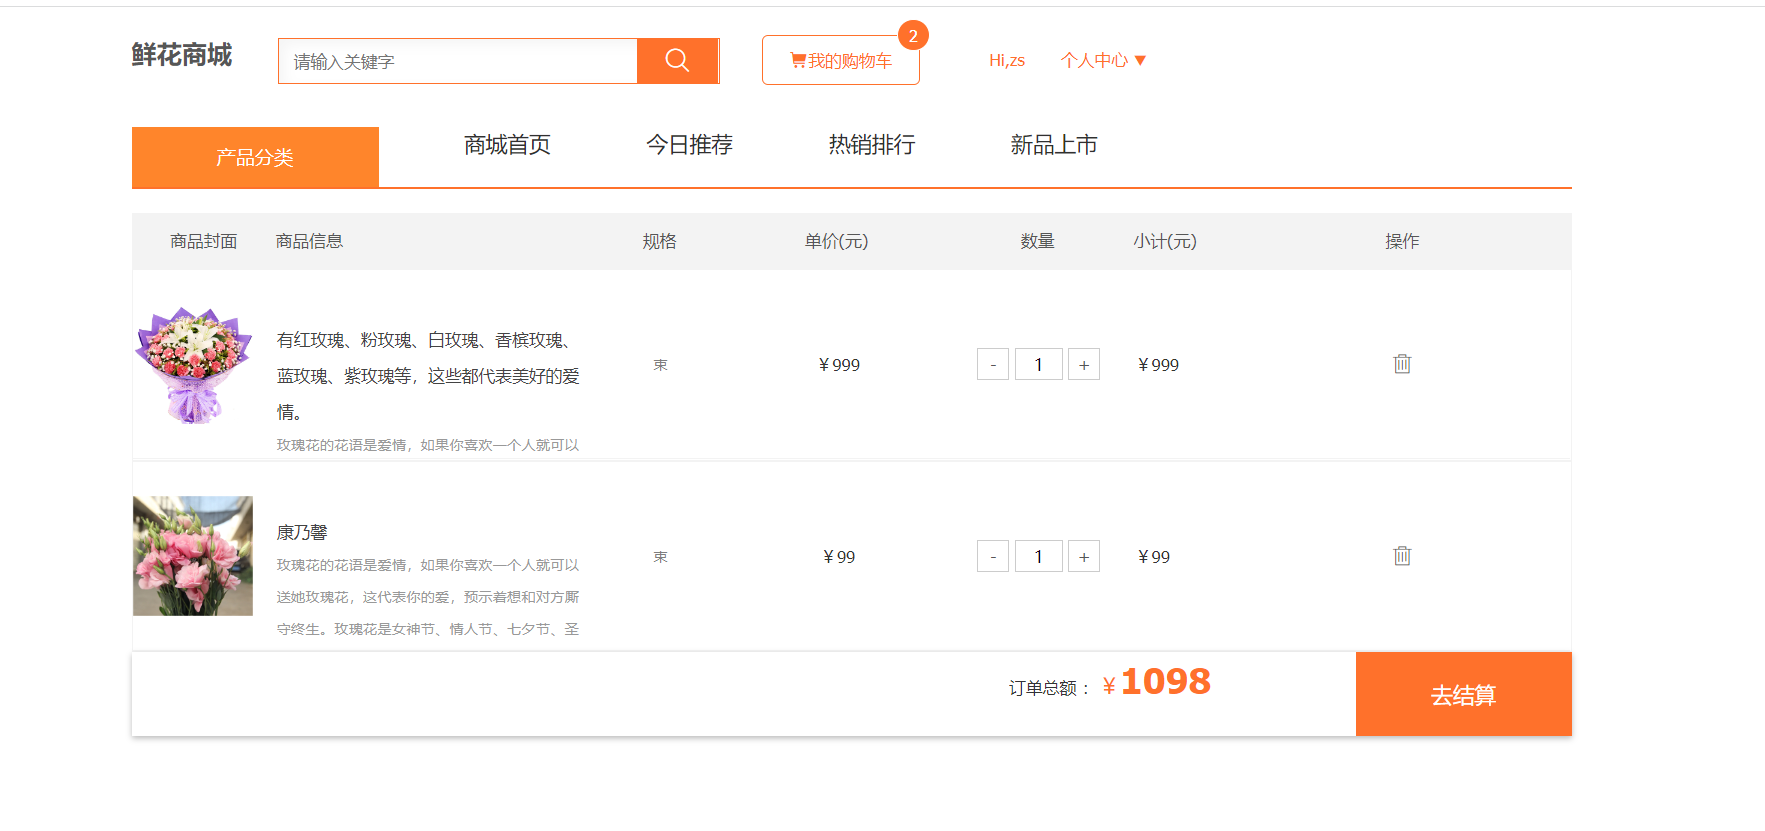 鲜花商城
请输入关键字
我的购物车
2
Hi,zs
个人中心 ▼
产品分类
商城首页
今日推荐
热销排行
新品上市
商品封面
商品信息
规格
单价(元)
数量
小计(元)
操作
有红玫瑰、粉玫瑰、白玫瑰、香槟玫瑰、
蓝玫瑰、紫玫瑰等，这些都代表美好的爱
情。
玫瑰花的花语是爱情，如果你喜欢一个人就可以
束
￥999
- 1 +
￥999
康乃馨
玫瑰花的花语是爱情，如果你喜欢一个人就可以
送她玫瑰花，这代表你的爱，预示着想和对方厮
守终生。玫瑰花是女神节、情人节、七夕节、圣
束
￥99
- 1 +
￥99
订单总额： ￥1098
去结算